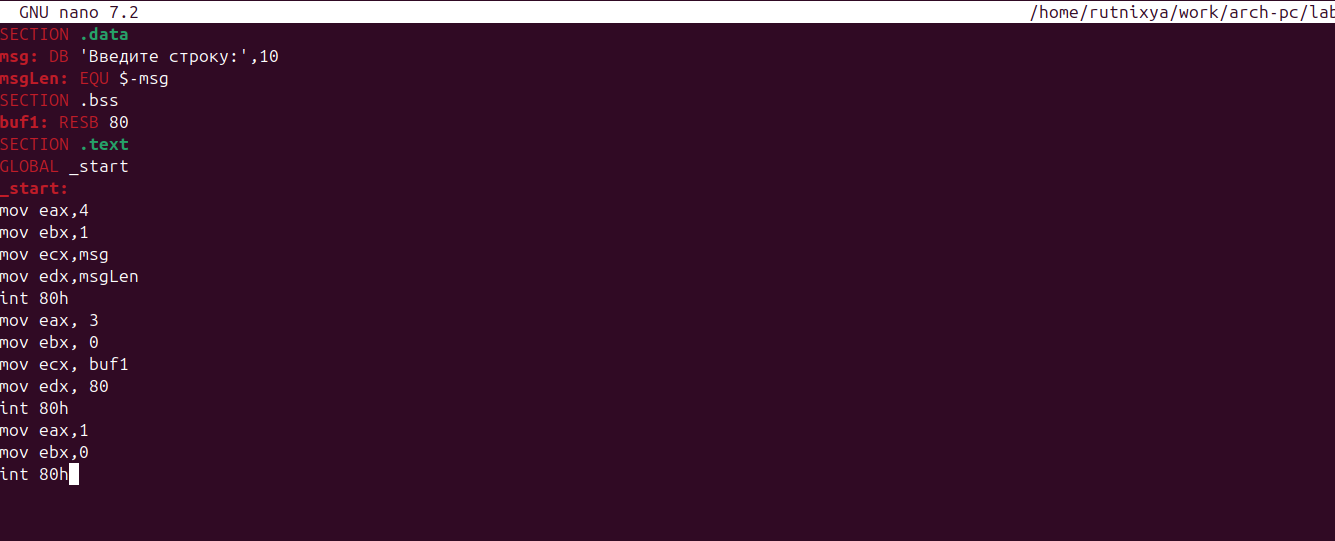 GNU nano 7.2 /home/rutnixya/work/arch-pc/lab
SECTION .data
msg: DB 'Введите строку:',10
msgLen: EQU $-msg
SECTION .bss
buf1: RESB 80
SECTION .text
GLOBAL _start
_start:
mov eax,4
mov ebx,1
mov ecx,msg
mov edx,msgLen
int 80h
mov eax, 3
mov ebx, 0
mov ecx, buf1
mov edx, 80
int 80h
mov eax,1
mov ebx,0
int 80h